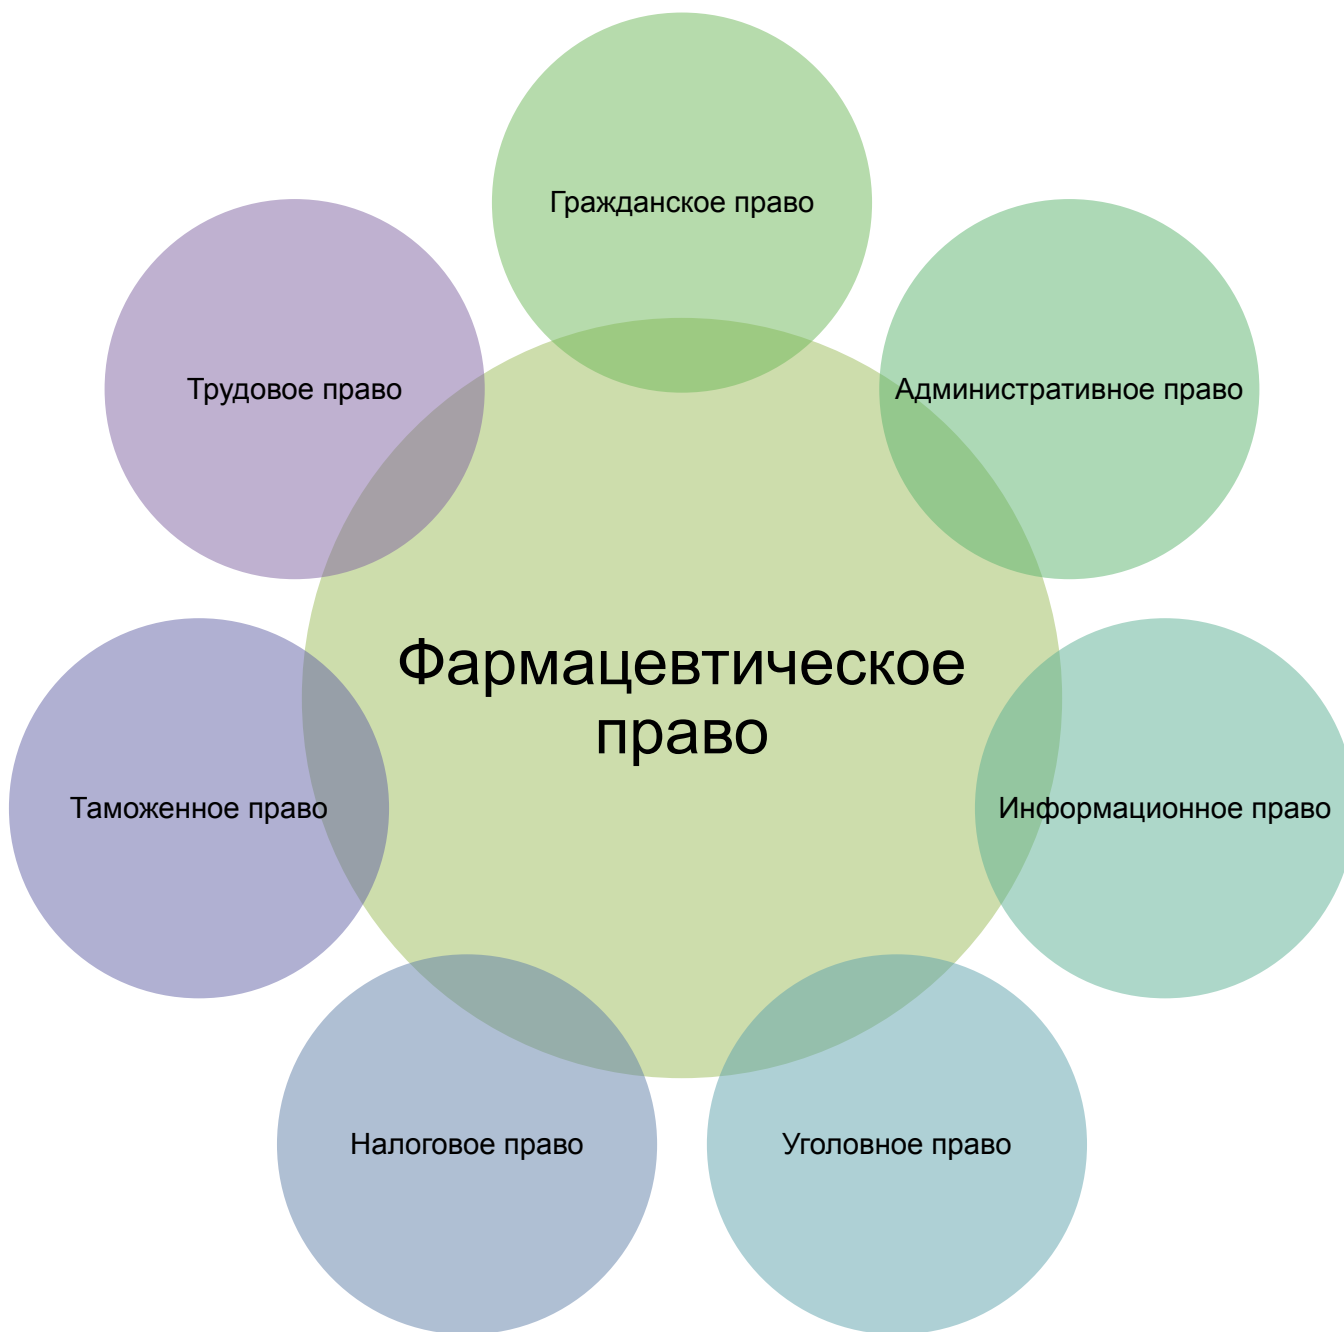 Гражданское право
Трудовое право
Административное право
Фармацевтическое
право
Таможенное право
Информационное право
Налоговое право
Уголовное право